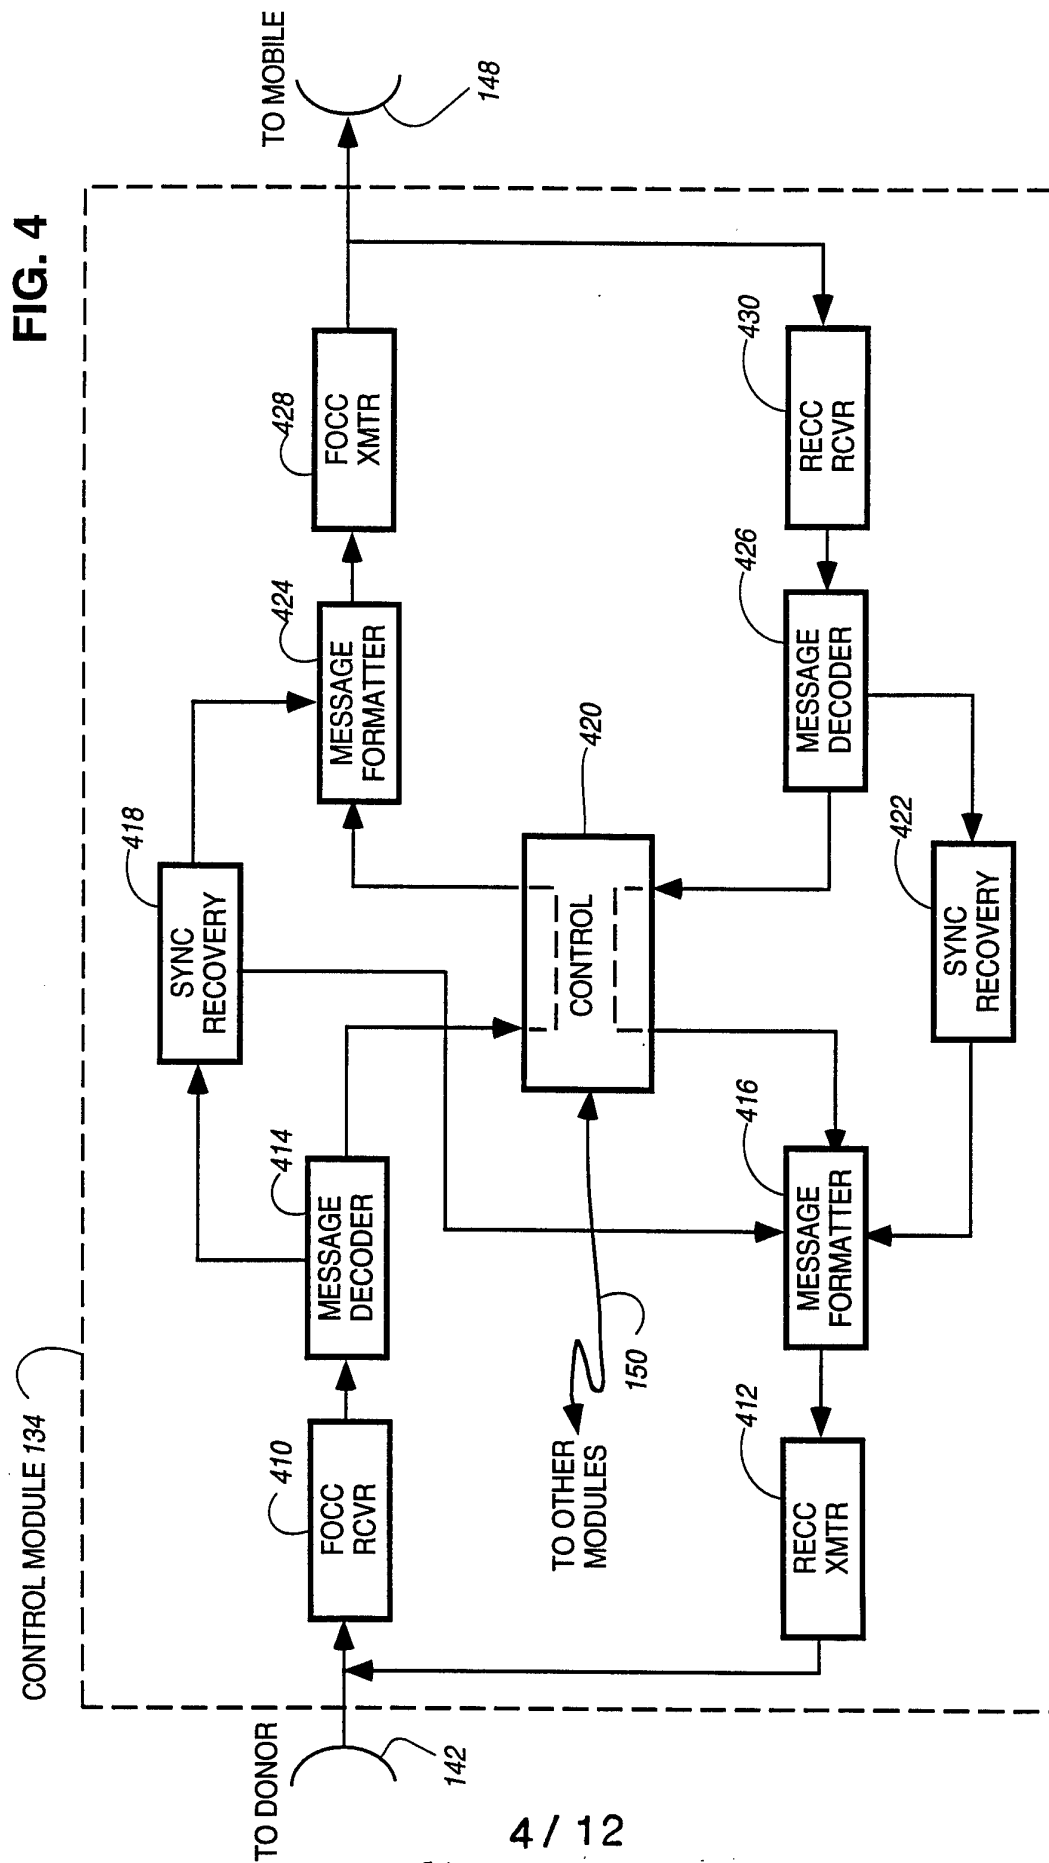 FIG. 4
CONTROL MODULE 134
TO DONOR
142
TO MOBILE
148
410
FOCC
RCVR
414
MESSAGE
DECODER
418
SYNC
RECOVERY
424
MESSAGE
FORMATTER
428
FOCC
XMTR
TO OTHER
MODULES
150
CONTROL
420
412
RECC
XMTR
416
MESSAGE
FORMATTER
422
SYNC
RECOVERY
426
MESSAGE
DECODER
430
RECC
RCVR
4 / 12